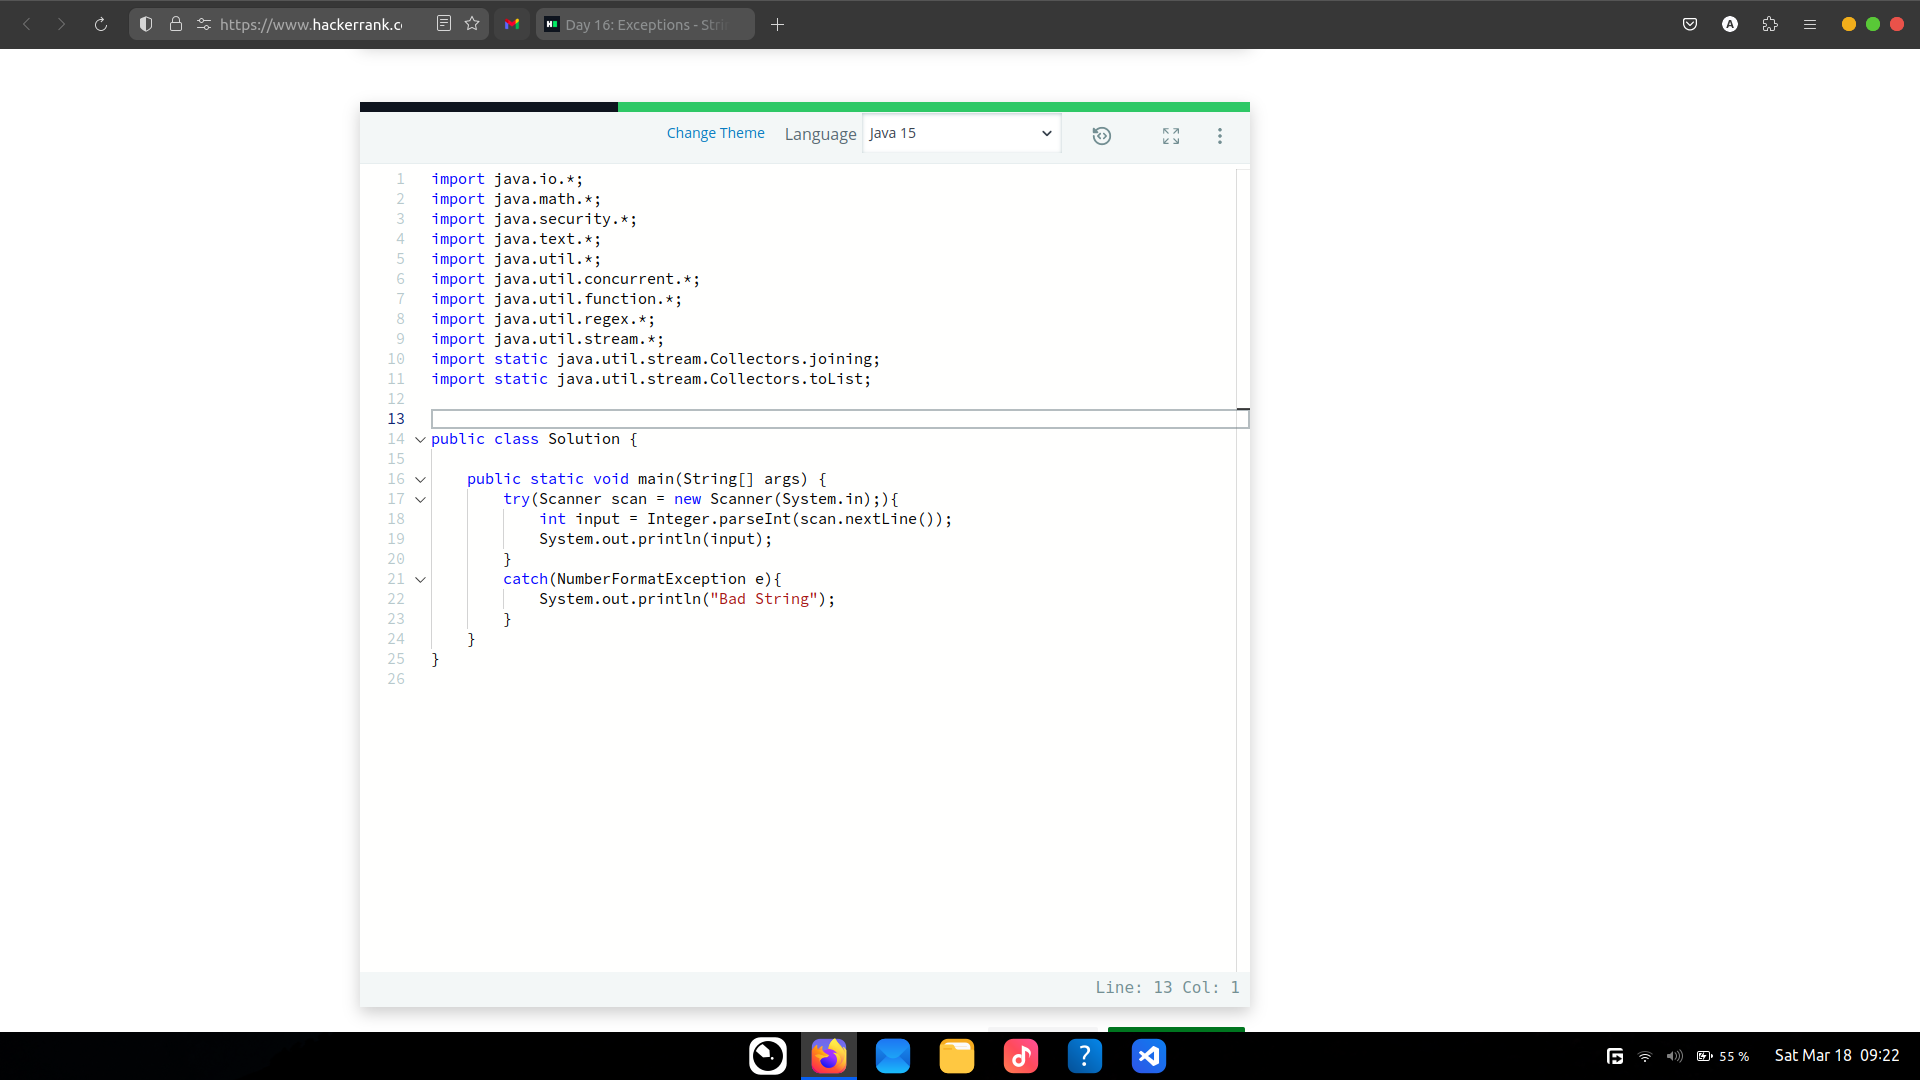 https://www.hackerrank.c
Day 16: Exceptions - Stri
A
Change Theme Language Java 15
1 import java.io.*;
2 import java.math.*;
3 import java.security.*;
4 import java.text.*;
5 import java.util.*;
6 import java.util.concurrent.*;
7 import java.util.function.*;
8 import java.util.regex.*;
9 import java.util.stream.*;
10 import static java.util.stream.Collectors.joining;
11 import static java.util.stream.Collectors.toList;
12
13
14 public class Solution {
15
16 public static void main(String[] args) {
17 try(Scanner scan = new Scanner(System.in);){
18 int input = Integer.parseInt(scan.nextLine());
19 System.out.println(input);
20 }
21 catch(NumberFormatException e){
22 System.out.println("Bad String");
23 }
24 }
25 }
26
Line: 13 Col: 1
55 % Sat Mar 18 09:22